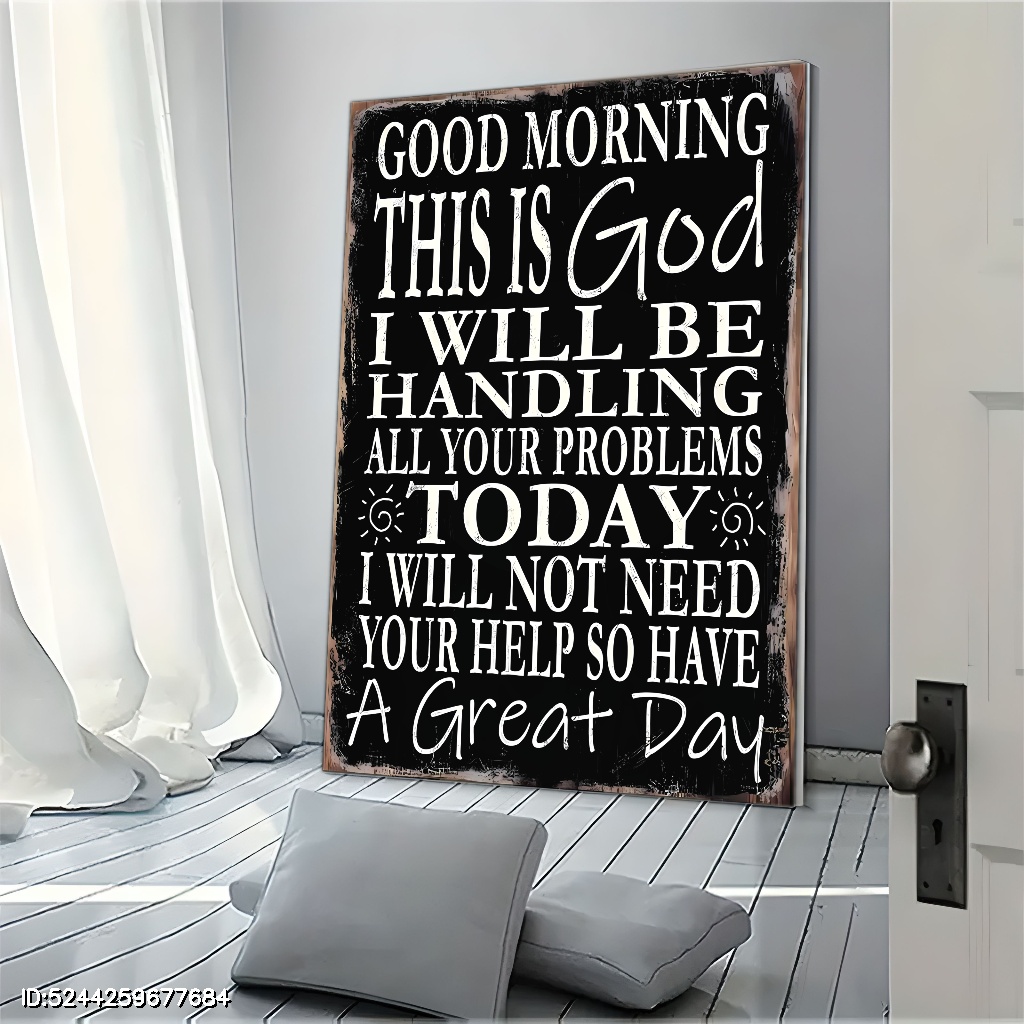 GOOD MORNING
THIS IS God
I WILL BE
HANDLING
ALL YOUR PROBLEMS
TODAY
I WILL NOT NEED
YOUR HELP SO HAVE
A Great Day
ID:5244259677684